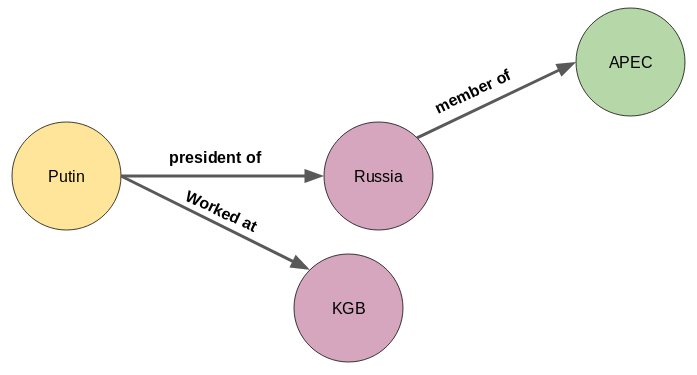 APEC
member of
president of
Putin
Russia
Worked at
KGB